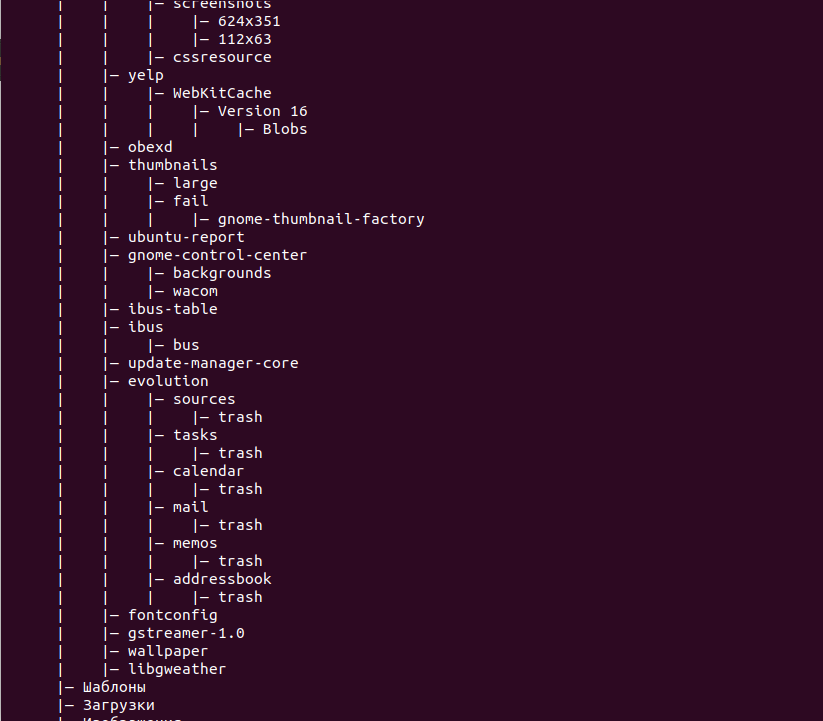 |    |    |– screenshots
|    |    |    |– 624x351
|    |    |    |– 112x63
|    |    |– cssresource
|    |– yelp
|    |    |– WebKitCache
|    |    |    |– Version 16
|    |    |    |    |– Blobs
|    |– obexd
|    |– thumbnails
|    |    |– large
|    |    |– fail
|    |    |    |– gnome-thumbnail-factory
|    |– ubuntu-report
|    |– gnome-control-center
|    |    |– backgrounds
|    |    |– wacom
|    |– ibus-table
|    |– ibus
|    |    |– bus
|    |– update-manager-core
|    |– evolution
|    |    |– sources
|    |    |    |– trash
|    |    |– tasks
|    |    |    |– trash
|    |    |– calendar
|    |    |    |– trash
|    |    |– mail
|    |    |    |– trash
|    |    |– memos
|    |    |    |– trash
|    |    |– addressbook
|    |    |    |– trash
|    |– fontconfig
|    |– gstreamer-1.0
|    |– wallpaper
|    |– libgweather
|– Шаблоны
|– Загрузки